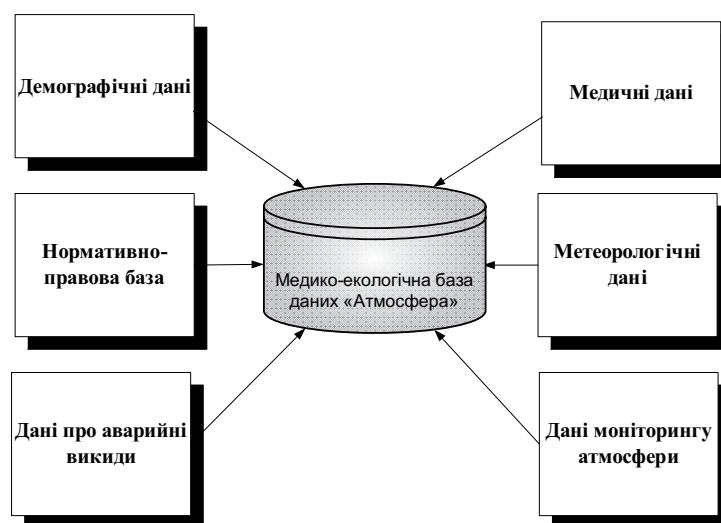 Демографічні дані
Медичні дані
Нормативно-
правова база
Медико-екологічна база
даних «Атмосфера»
Метеорологічні
дані
Дані про аварийні
викиди
Дані моніторингу
атмосфери